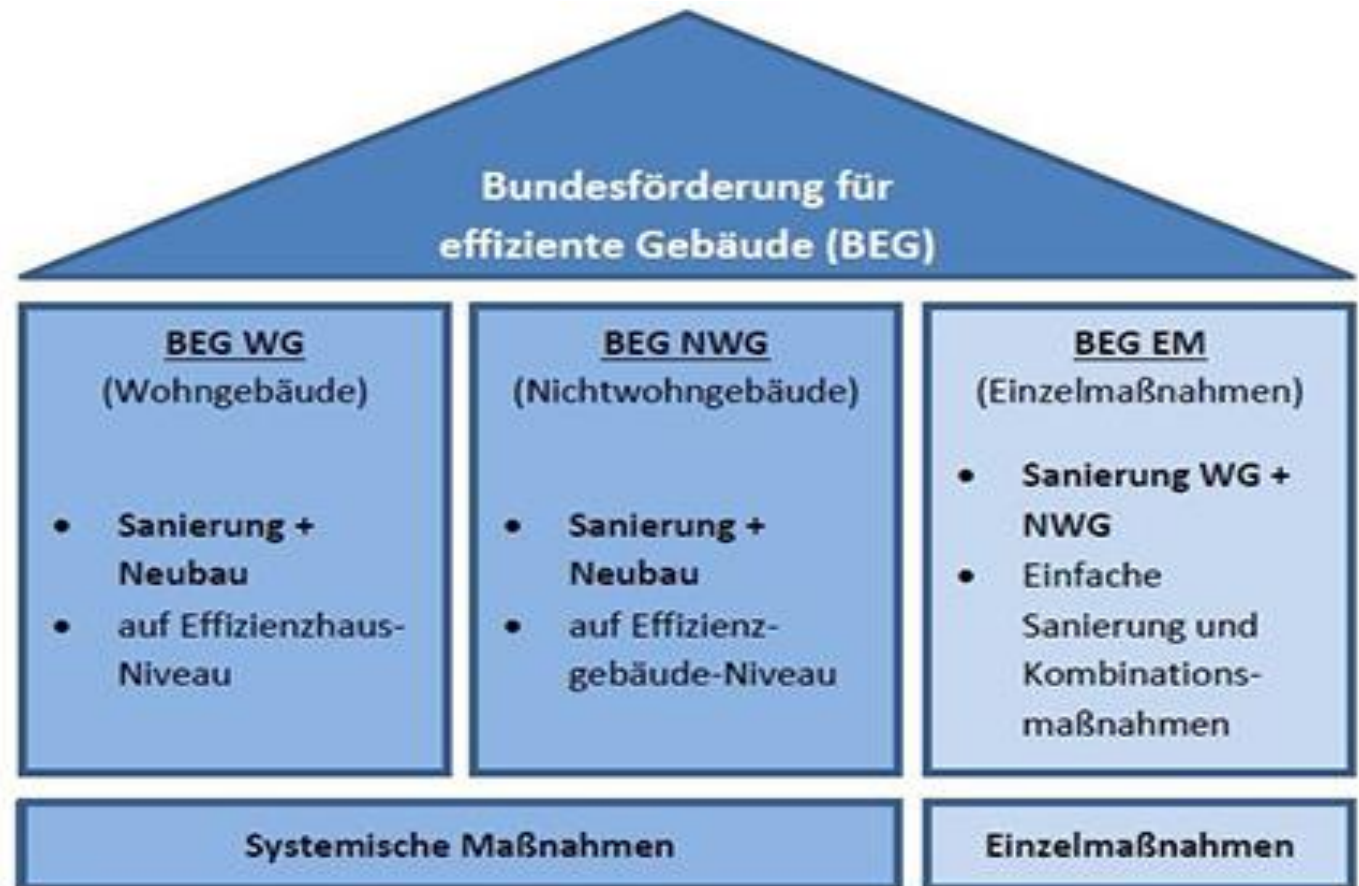 Bundesförderung für
effiziente Gebäude (BEG)
BEG WG
(Wohngebäude)
• Sanierung +
Neubau
• auf Effizienzhaus-
Niveau
BEG NWG
(Nichtwohngebäude)
• Sanierung +
Neubau
• auf Effizienz-
gebäude-Niveau
BEG EM
(Einzelmaßnahmen)
• Sanierung WG +
NWG
• Einfache
Sanierung und
Kombinations-
maßnahmen
Systemische Maßnahmen
Einzelmaßnahmen